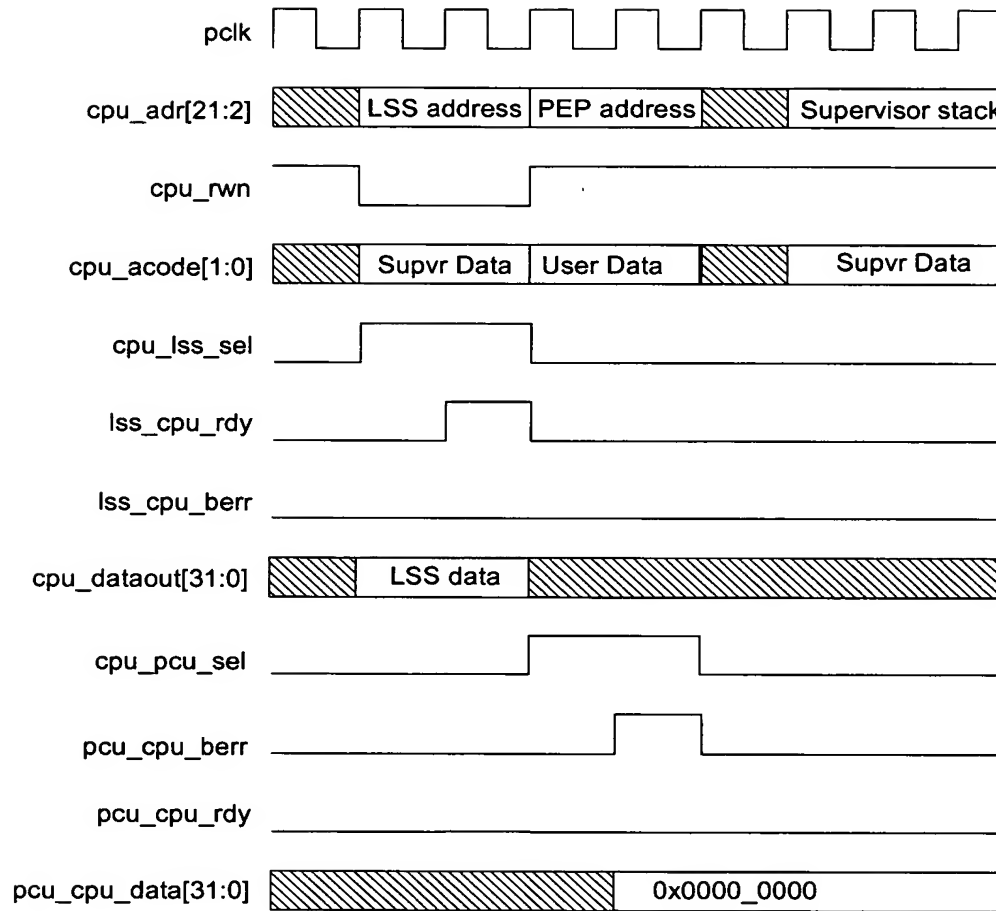 pclk
cpu_adr[21:2] LSS address PEP address Supervisor stack
cpu_rwn
cpu_acode[1:0] Supvr Data User Data Supvr Data
cpu_lss_sel
lss_cpu_rdy
lss_cpu_berr
cpu_dataout[31:0] LSS data
cpu_pcu_sel
pcu_cpu_berr
pcu_cpu_rdy
pcu_cpu_data[31:0] 0x0000_0000